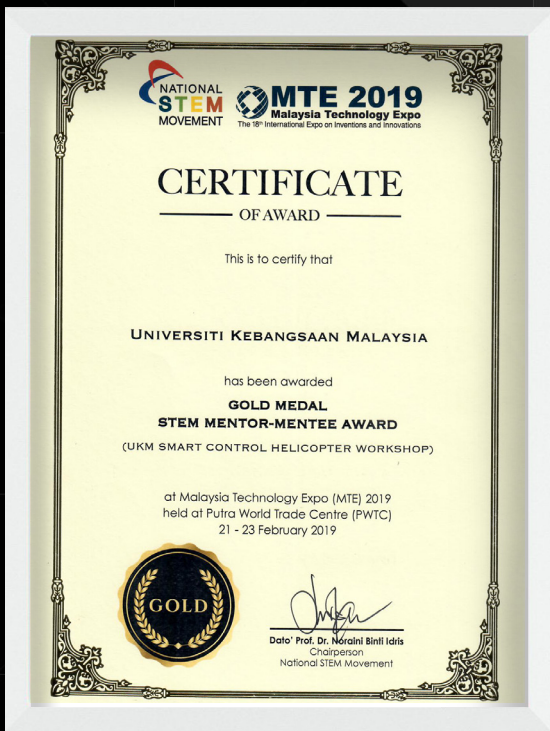 NATIONAL
STEM
MOVEMENT
MTE 2019
Malaysia Technology Expo
The 18th International Expo on Inventions and Innovations
CERTIFICATE
OF AWARD
This is to certify that
UNIVERSITI KEBANGSAAN MALAYSIA
has been awarded
GOLD MEDAL
STEM MENTOR-MENTEE AWARD
(UKM SMART CONTROL HELICOPTER WORKSHOP)
at Malaysia Technology Expo (MTE) 2019
held at Putra World Trade Centre (PWTC)
21 - 23 February 2019
GOLD
Dato' Prof. Dr. Noraini Binti Idris
Chairperson
National STEM Movement